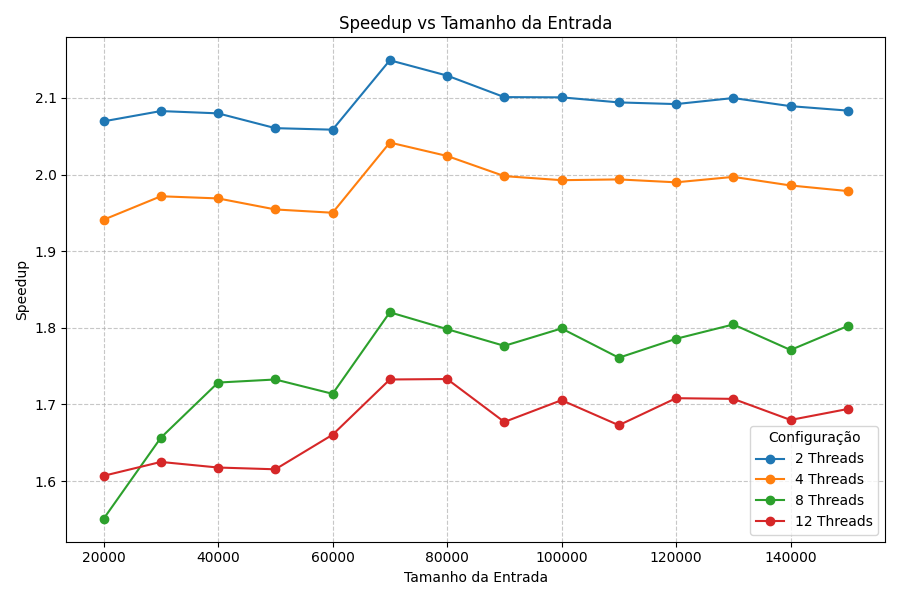 Speedup vs Tamanho da Entrada
2.1
2.0
1.9
1.8
1.7
1.6
Speedup
20000 40000 60000 80000 100000 120000 140000
Tamanho da Entrada
Configuração
2 Threads
4 Threads
8 Threads
12 Threads